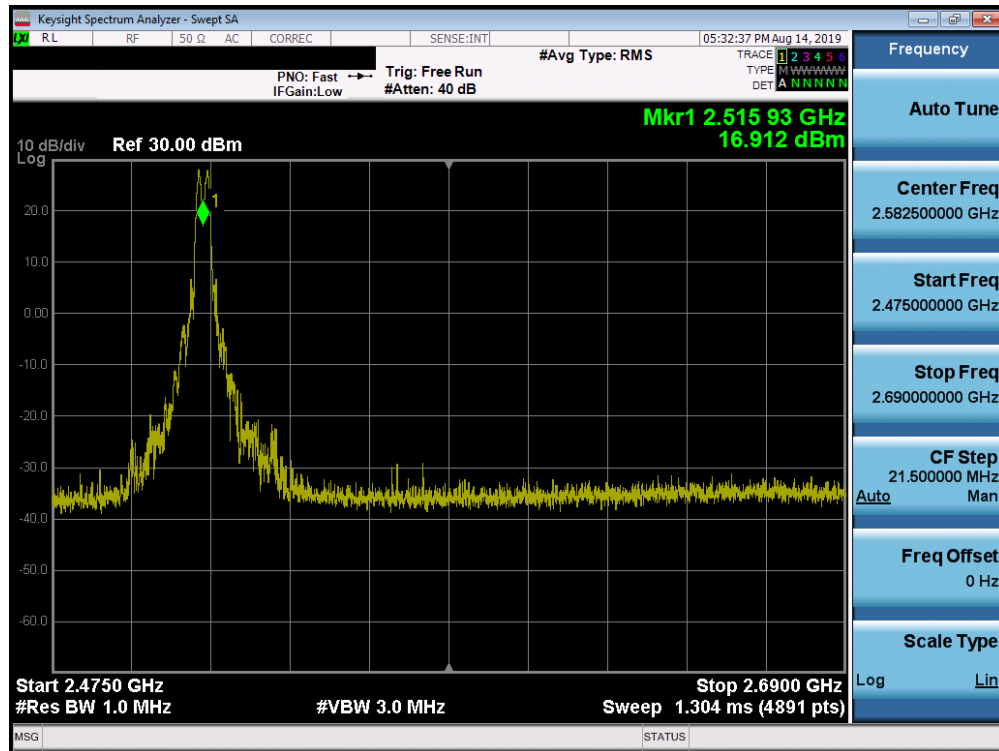 Keysight Spectrum Analyzer - Swept SA
LXI RL RF 50 Ω AC CORREC SENSE:INT 05:32:37 PM Aug 14, 2019
#Avg Type: RMS TRACE 1 2 3 4 5 6
PNO: Fast Trig: Free Run TYPE M WWWWW
IFGain:Low #Atten: 40 dB DET A N N N N N
Mkr1 2.515 93 GHz
16.912 dBm
10 dB/div Ref 30.00 dBm
Log
1
20.0
10.0
0.00
-10.0
-20.0
-30.0
-40.0
-50.0
-60.0
Start 2.4750 GHz Stop 2.6900 GHz
#Res BW 1.0 MHz #VBW 3.0 MHz Sweep 1.304 ms (4891 pts)
MSG STATUS
Frequency
Auto Tune
Center Freq
2.582500000 GHz
Start Freq
2.475000000 GHz
Stop Freq
2.690000000 GHz
CF Step
21.500000 MHz
Auto Man
Freq Offset
0 Hz
Scale Type
Log Lin